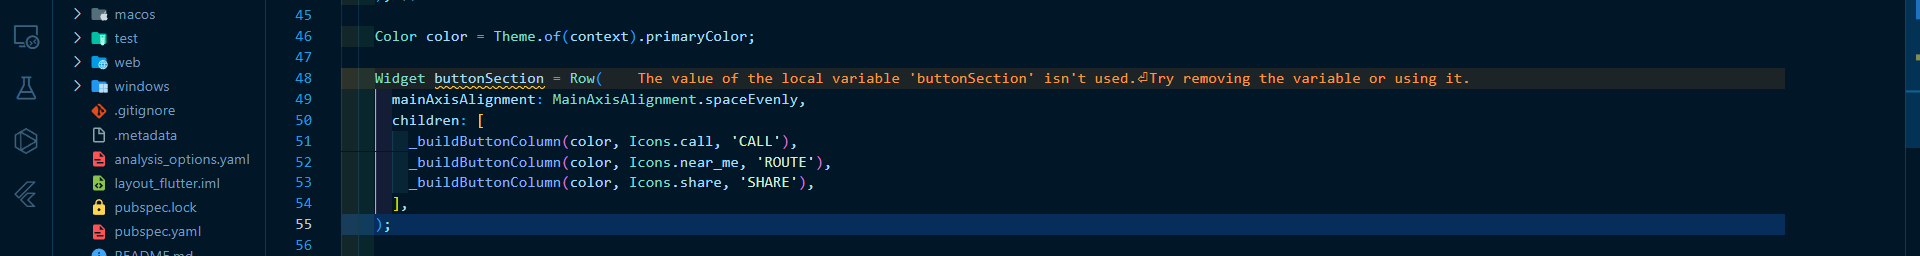 macos
test
web
windows
.gitignore
.metadata
analysis_options.yaml
layout_flutter.iml
pubspec.lock
pubspec.yaml
README.md
45
46 Color color = Theme.of(context).primaryColor;
47
48 Widget buttonSection = Row( The value of the local variable 'buttonSection' isn't used.⏎Try removing the variable or using it.
49 mainAxisAlignment: MainAxisAlignment.spaceEvenly,
50 children: [
51 _buildButtonColumn(color, Icons.call, 'CALL'),
52 _buildButtonColumn(color, Icons.near_me, 'ROUTE'),
53 _buildButtonColumn(color, Icons.share, 'SHARE'),
54 ],
55 );
56